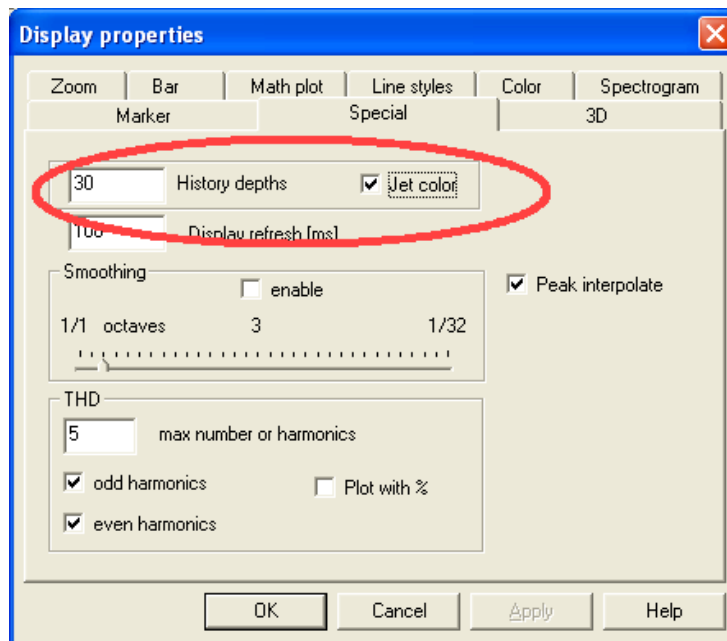 Display properties
Zoom Bar Math plot Line styles Color Spectrogram
Marker Special 3D
30 History depths Jet color
100 Display refresh [ms]
Smoothing
enable Peak interpolate
1/1 octaves 3 1/32
THD
5 max number or harmonics
odd harmonics Plot with %
even harmonics
OK Cancel Apply Help